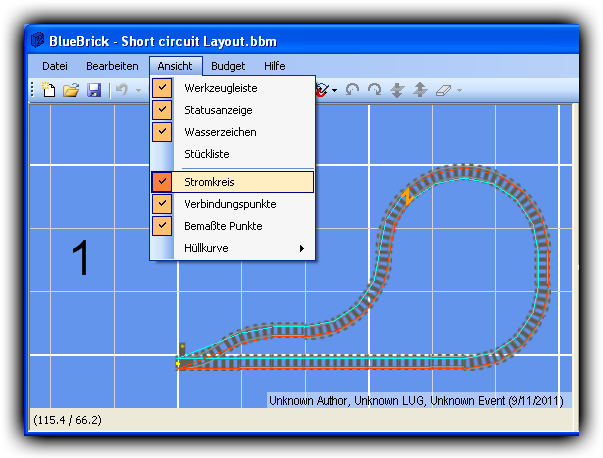 BlueBrick - Short circuit Layout.bbm
Datei Bearbeiten Ansicht Budget Hilfe
Werkzeugleiste
Statusanzeige
Wasserzeichen
Stückliste
Stromkreis
Verbindungspunkte
Bemaßte Punkte
Hüllkurve
1
Unknown Author, Unknown LUG, Unknown Event (9/11/2011)
(115.4 / 66.2)